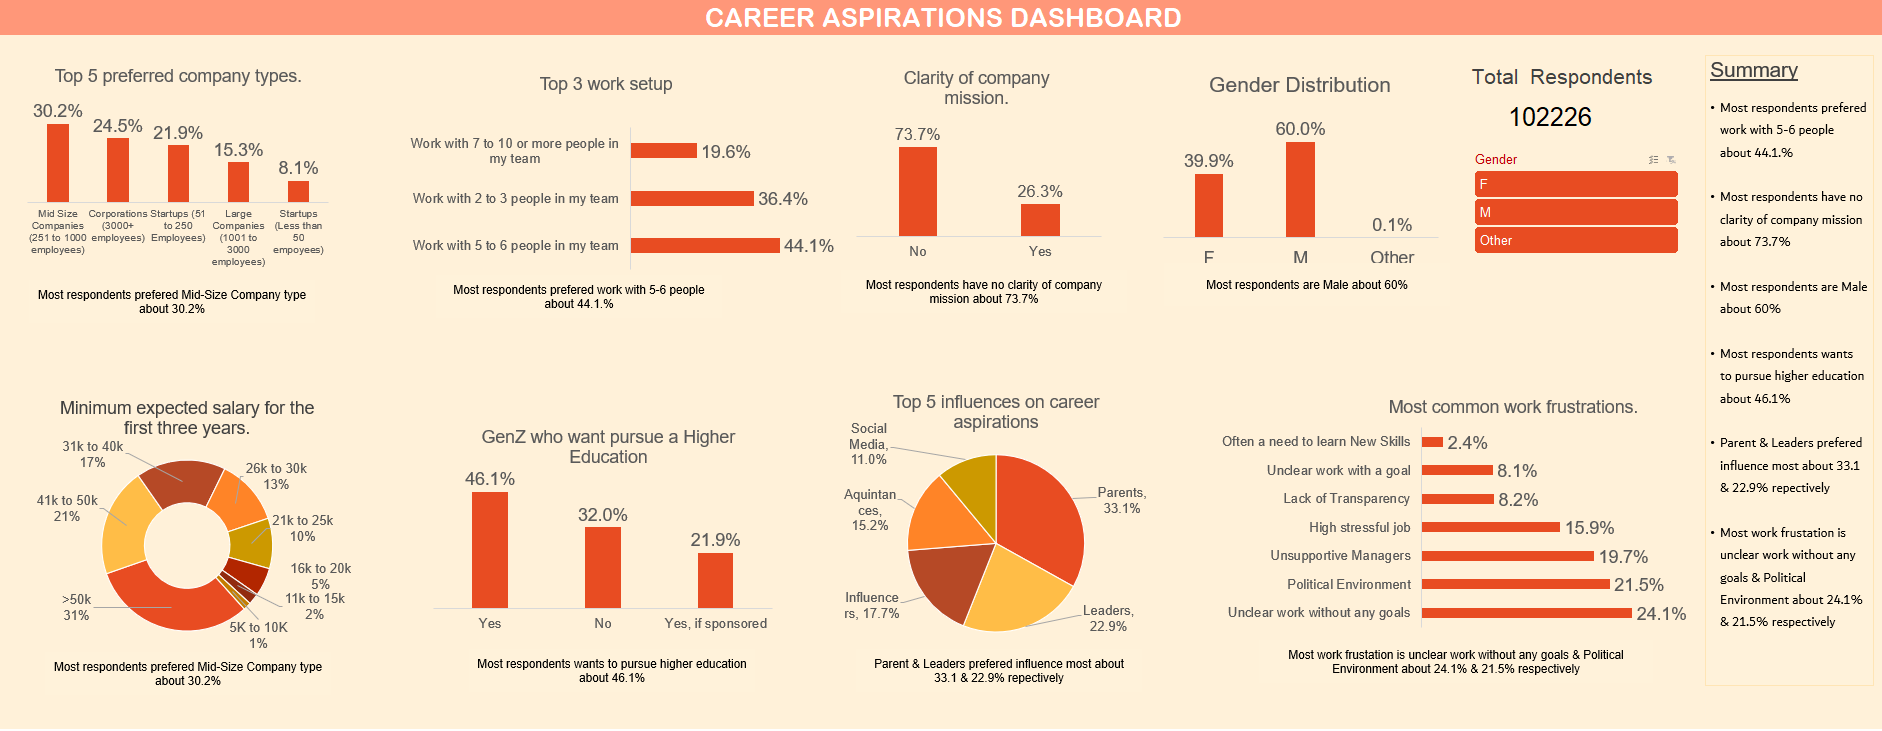 CAREER ASPIRATIONS DASHBOARD
Top 5 preferred company types.
30.2%
24.5%
21.9%
15.3%
8.1%
Mid Size
Companies
(251 to 1000
employees)
Corporations
(3000+
employees)
Startups (51
to 250
Employees)
Large
Companies
(1001 to
3000
employees)
Startups
(Less than
50
empoyees)
Most respondents prefered Mid-Size Company type
about 30.2%
Top 3 work setup
Work with 7 to 10 or more people in
my team
19.6%
Work with 2 to 3 people in my team
36.4%
Work with 5 to 6 people in my team
44.1%
Most respondents prefered work with 5-6 people
about 44.1.%
Clarity of company
mission.
73.7%
26.3%
No
Yes
Most respondents have no clarity of company
mission about 73.7%
Gender Distribution
39.9%
60.0%
0.1%
F
M
Other
Most respondents are Male about 60%
Total Respondents
102226
Gender
F
M
Other
Summary
• Most respondents prefered
work with 5-6 people
about 44.1.%
• Most respondents have no
clarity of company mission
about 73.7%
• Most respondents are Male
about 60%
• Most respondents wants
to pursue higher education
about 46.1%
• Parent & Leaders prefered
influence most about 33.1
& 22.9% repectively
• Most work frustation is
unclear work without any
goals & Political
Environment about 24.1%
& 21.5% respectively
Minimum expected salary for the
first three years.
31k to 40k
17%
26k to 30k
13%
41k to 50k
21%
21k to 25k
10%
16k to 20k
5%
11k to 15k
2%
>50k
31%
5K to 10K
1%
Most respondents prefered Mid-Size Company type
about 30.2%
GenZ who want pursue a Higher
Education
46.1%
32.0%
21.9%
Yes
No
Yes, if sponsored
Most respondents wants to pursue higher education
about 46.1%
Top 5 influences on career
aspirations
Social
Media,
11.0%
Aquintan
ces,
15.2%
Parents,
33.1%
Influence
rs, 17.7%
Leaders,
22.9%
Parent & Leaders prefered influence most about
33.1 & 22.9% repectively
Most common work frustrations.
Often a need to learn New Skills
2.4%
Unclear work with a goal
8.1%
Lack of Transparency
8.2%
High stressful job
15.9%
Unsupportive Managers
19.7%
Political Environment
21.5%
Unclear work without any goals
24.1%
Most work frustation is unclear work without any goals & Political
Environment about 24.1% & 21.5% respectively